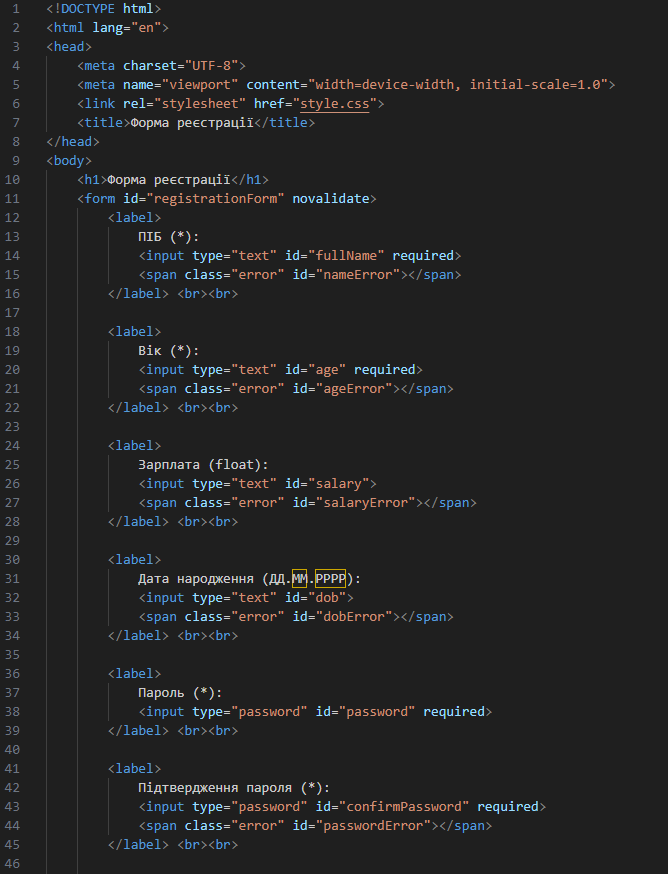 1 <!DOCTYPE html>
2 <html lang="en">
3 <head>
4     <meta charset="UTF-8">
5     <meta name="viewport" content="width=device-width, initial-scale=1.0">
6     <link rel="stylesheet" href="style.css">
7     <title>Форма реєстрації</title>
8 </head>
9 <body>
10     <h1>Форма реєстрації</h1>
11     <form id="registrationForm" novalidate>
12         <label>
13             ПІБ (*):
14             <input type="text" id="fullName" required>
15             <span class="error" id="nameError"></span>
16         </label> <br><br>
17
18         <label>
19             Вік (*):
20             <input type="text" id="age" required>
21             <span class="error" id="ageError"></span>
22         </label> <br><br>
23
24         <label>
25             Зарплата (float):
26             <input type="text" id="salary">
27             <span class="error" id="salaryError"></span>
28         </label> <br><br>
29
30         <label>
31             Дата народження (ДД.ММ.РРРР):
32             <input type="text" id="dob">
33             <span class="error" id="dobError"></span>
34         </label> <br><br>
35
36         <label>
37             Пароль (*):
38             <input type="password" id="password" required>
39         </label> <br><br>
40
41         <label>
42             Підтвердження пароля (*):
43             <input type="password" id="confirmPassword" required>
44             <span class="error" id="passwordError"></span>
45         </label> <br><br>
46